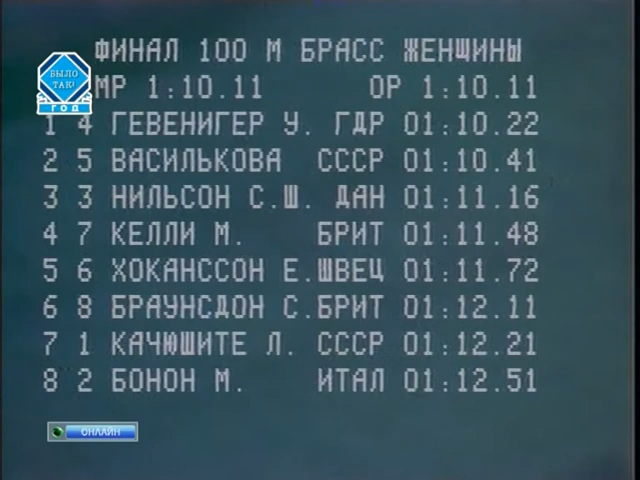 ФИНАЛ 100 М БРАСС ЖЕНЩИНЫ
МР 1:10.11 ОР 1:10.11
1 4 ГЕВЕНИГЕР У. ГДР 01:10.22
2 5 ВАСИЛЬКОВА СССР 01:10.41
3 3 НИЛЬСОН С.Ш. ДАН 01:11.16
4 7 КЕЛЛИ М. БРИТ 01:11.48
5 6 ХОКАНССОН Е.ШВЕЦ 01:11.72
6 8 БРАУНСДОН С.БРИТ 01:12.11
7 1 КАЧЮШИТЕ Л. СССР 01:12.21
8 2 БОНОН М. ИТАЛ 01:12.51
БЫЛО
ТАК!
ГОД
ОНЛАЙН